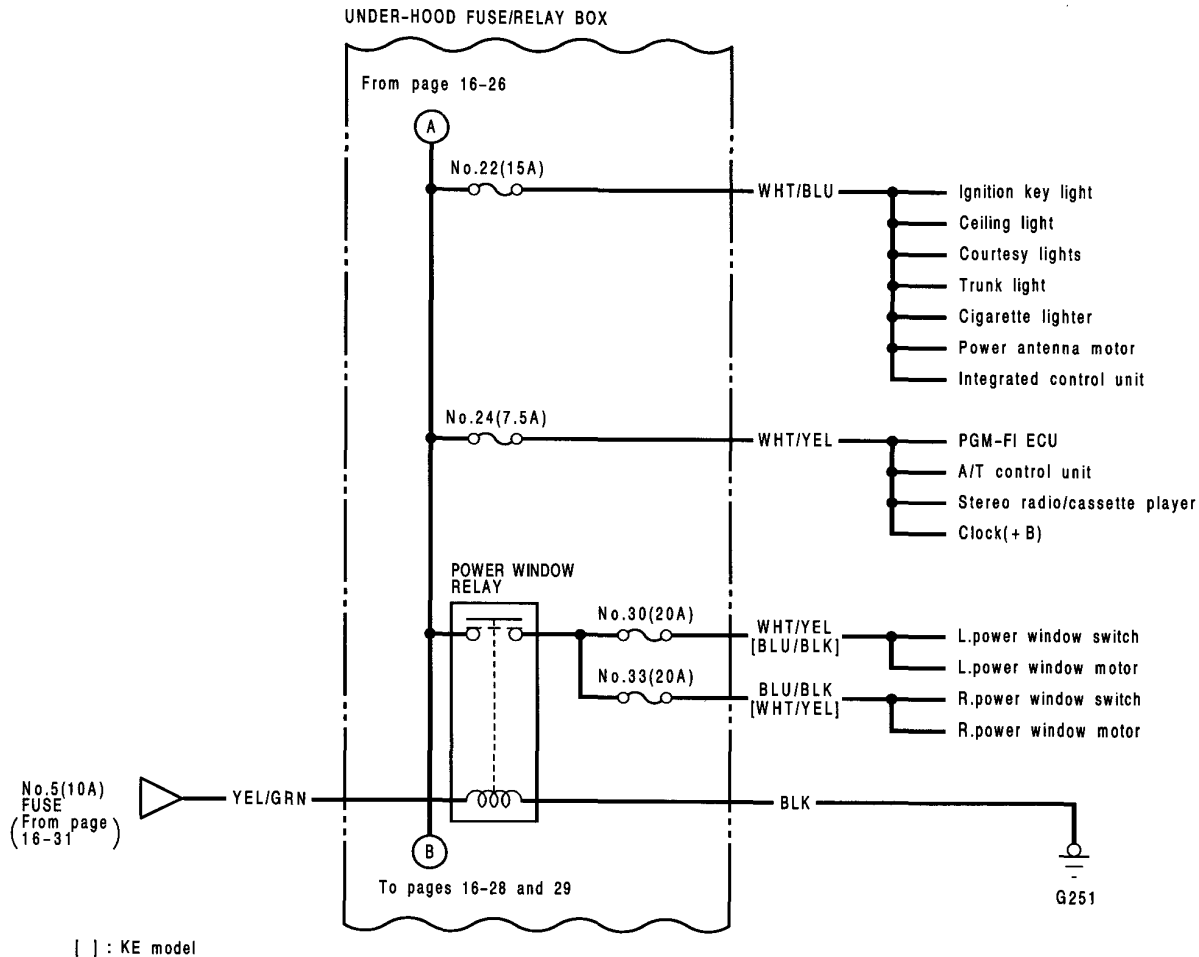 UNDER-HOOD FUSE/RELAY BOX
From page 16-26
A
No.22(15A)
WHT/BLU
Ignition key light
Ceiling light
Courtesy lights
Trunk light
Cigarette lighter
Power antenna motor
Integrated control unit
No.24(7.5A)
WHT/YEL
PGM-FI ECU
A/T control unit
Stereo radio/cassette player
Clock(+B)
POWER WINDOW
RELAY
No.30(20A)
WHT/YEL
[BLU/BLK]
L.power window switch
L.power window motor
No.33(20A)
BLU/BLK
[WHT/YEL]
R.power window switch
R.power window motor
No.5(10A)
FUSE
(From page
16-31)
YEL/GRN
BLK
B
To pages 16-28 and 29
G251
[ ] : KE model